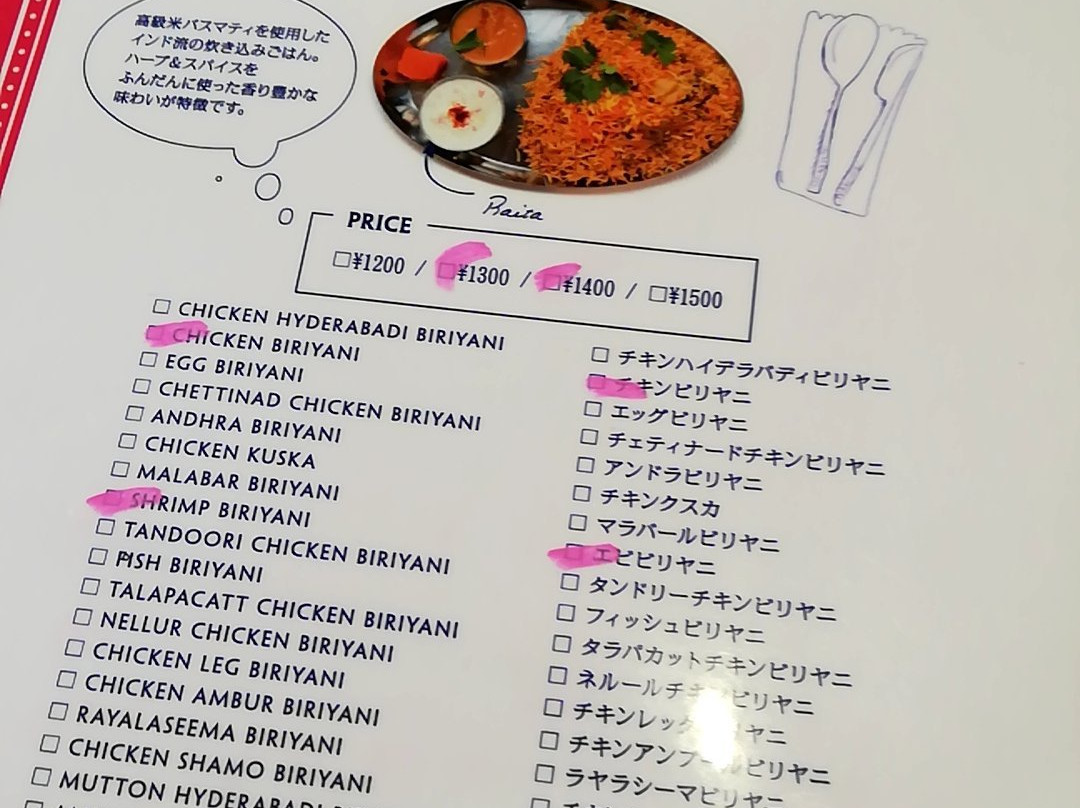 高級米バスマティを使用した
インド流の炊き込みごはん。
ハーブ&スパイスを
ふんだんに使った香り豊かな
味わいが特徴です。
Raita
PRICE
□¥1200 / □¥1300 / □¥1400 / □¥1500
□ CHICKEN HYDERABADI BIRIYANI
□ CHICKEN BIRIYANI
□ EGG BIRIYANI
□ CHETTINAD CHICKEN BIRIYANI
□ ANDHRA BIRIYANI
□ CHICKEN KUSKA
□ MALABAR BIRIYANI
□ SHRIMP BIRIYANI
□ TANDOORI CHICKEN BIRIYANI
□ FISH BIRIYANI
□ TALAPACATT CHICKEN BIRIYANI
□ NELLUR CHICKEN BIRIYANI
□ CHICKEN LEG BIRIYANI
□ CHICKEN AMBUR BIRIYANI
□ RAYALASEEMA BIRIYANI
□ CHICKEN SHAMO BIRIYANI
□ MUTTON HYDERABADI
□ チキンハイデラバディビリヤニ
□ チキンビリヤニ
□ エッグビリヤニ
□ チェティナードチキンビリヤニ
□ アンドラビリヤニ
□ チキンクスカ
□ マラバールビリヤニ
□ エビビリヤニ
□ タンドリーチキンビリヤニ
□ フィッシュビリヤニ
□ タラパカットチキンビリヤニ
□ ネルールチキンビリヤニ
□ チキンレッグビリヤニ
□ チキンアンブールビリヤニ
□ ラヤラシーマビリヤニ